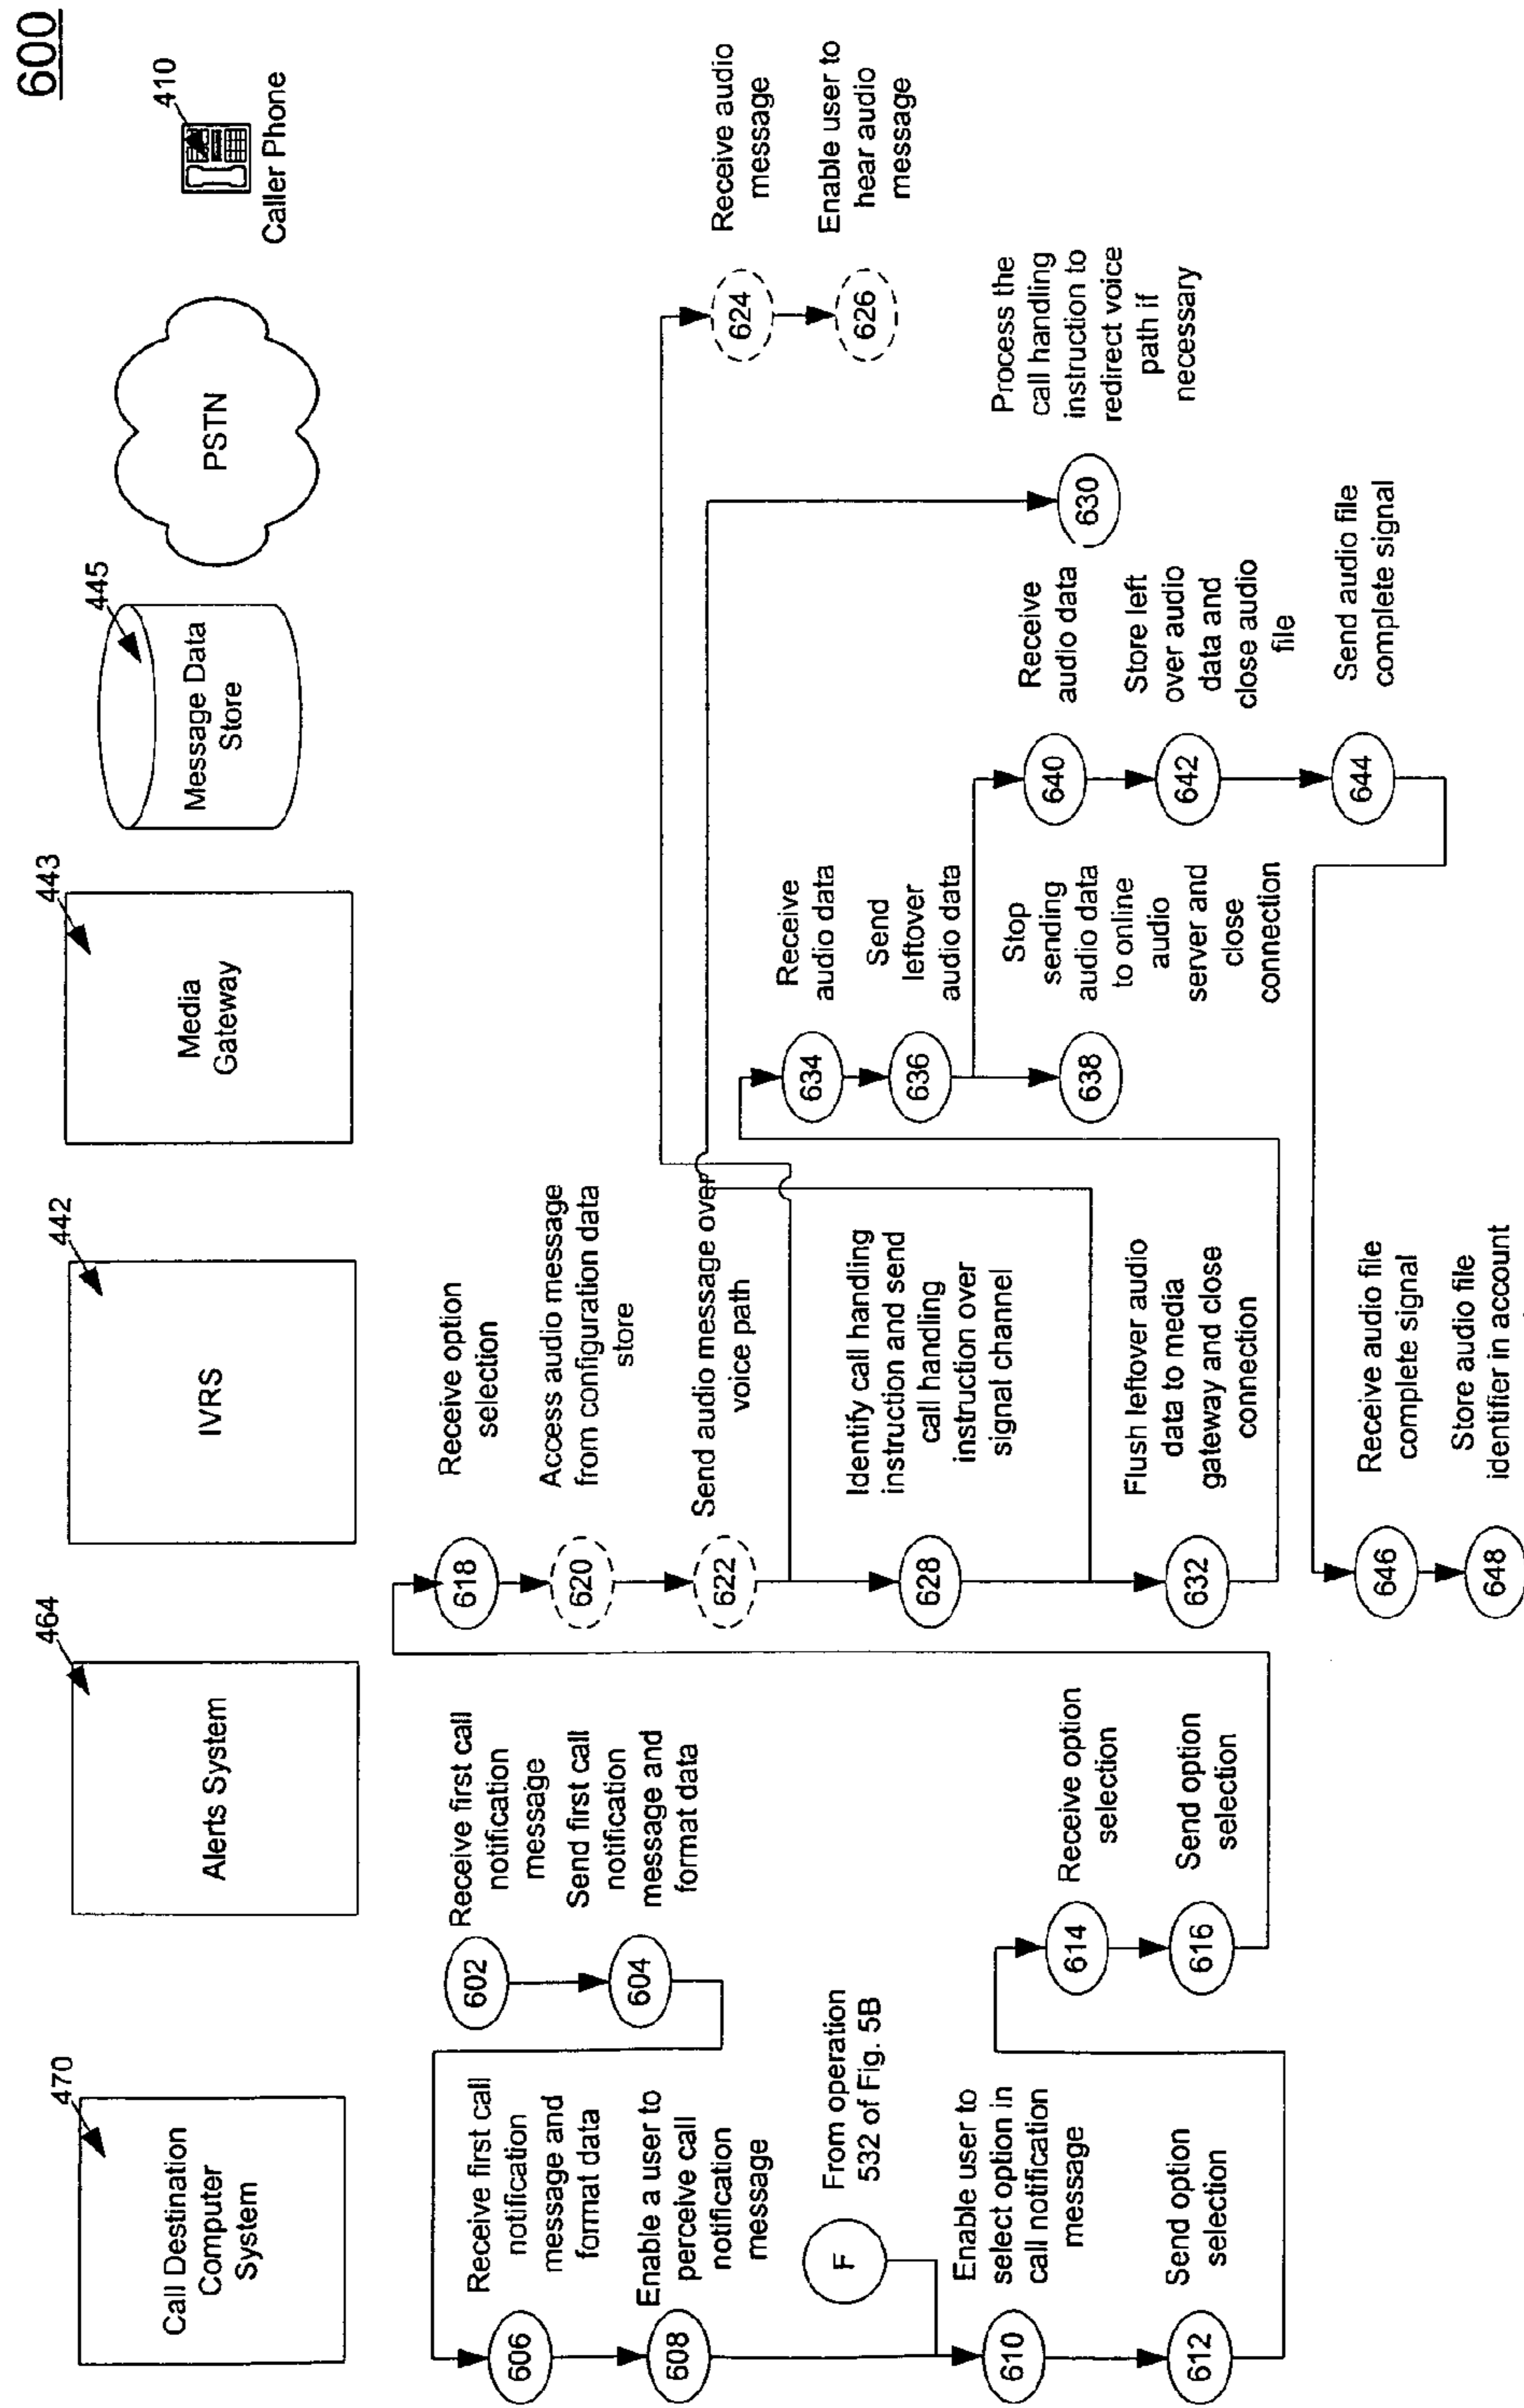 600
470
Call Destination
Computer
System
464
Alerts System
442
IVRS
443
Media
Gateway
445
Message Data
Store
PSTN
410
Caller Phone
602
Receive first call
notification
message
604
Send first call
notification
message and
format data
606
Receive first call
notification
message and
format data
608
Enable a user to
perceive call
notification
message
F
From operation
532 of Fig. 5B
610
Enable user to
select option in
call notification
message
612
Send option
selection
614
Receive option
selection
616
Send option
selection
618
Receive option
selection
620
Access audio message
from configuration data
store
622
Send audio message over
voice path
624
Receive audio
message
626
Enable user to
hear audio
message
628
Identify call handling
instruction and send
call handling
instruction over
signal channel
630
Process the
call handling
instruction to
redirect voice
path if
necessary
632
Flush leftover audio
data to media
gateway and close
connection
634
Receive
audio data
636
Send
leftover
audio data
638
Stop
sending
audio data
to online
audio
server and
close
connection
640
Receive
audio data
642
Store left
over audio
data and
close audio
file
644
Send audio file
complete signal
646
Receive audio file
complete signal
648
Store audio file
identifier in account